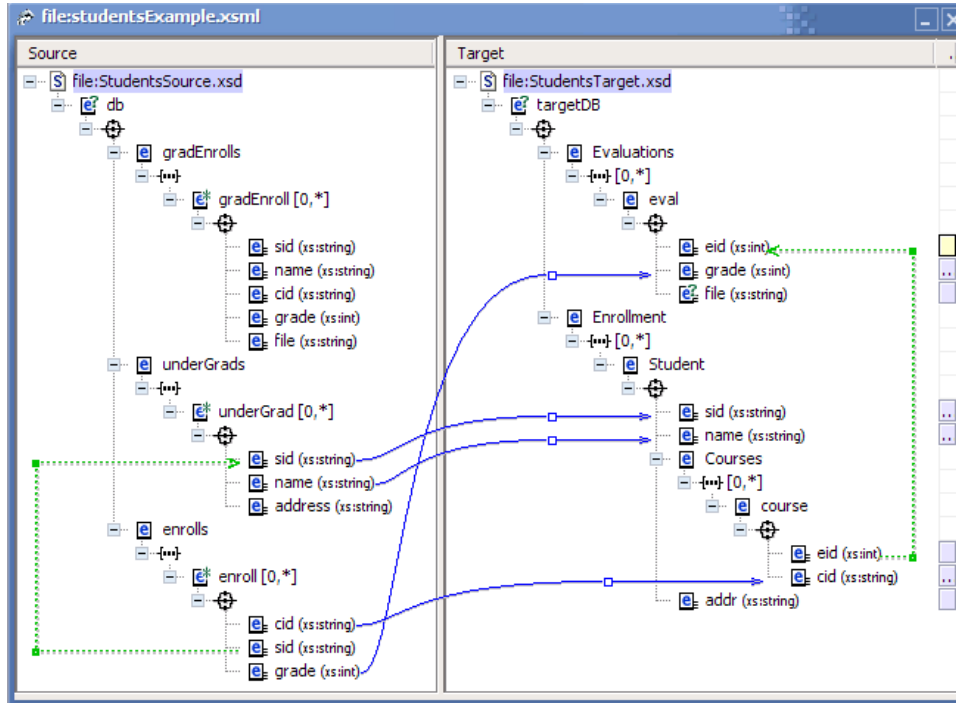 file:studentsExample.xsml
Source
file:StudentsSource.xsd
db
gradEnrolls
gradEnroll [0,*]
sid (xs:string)
name (xs:string)
cid (xs:string)
grade (xs:int)
file (xs:string)
underGrads
underGrad [0,*]
sid (xs:string)
name (xs:string)
address (xs:string)
enrolls
enroll [0,*]
cid (xs:string)
sid (xs:string)
grade (xs:int)
Target
file:StudentsTarget.xsd
targetDB
Evaluations
[0,*]
eval
eid (xs:int)
grade (xs:int)
file (xs:string)
Enrollment
[0,*]
Student
sid (xs:string)
name (xs:string)
Courses
[0,*]
course
eid (xs:int)
cid (xs:string)
addr (xs:string)